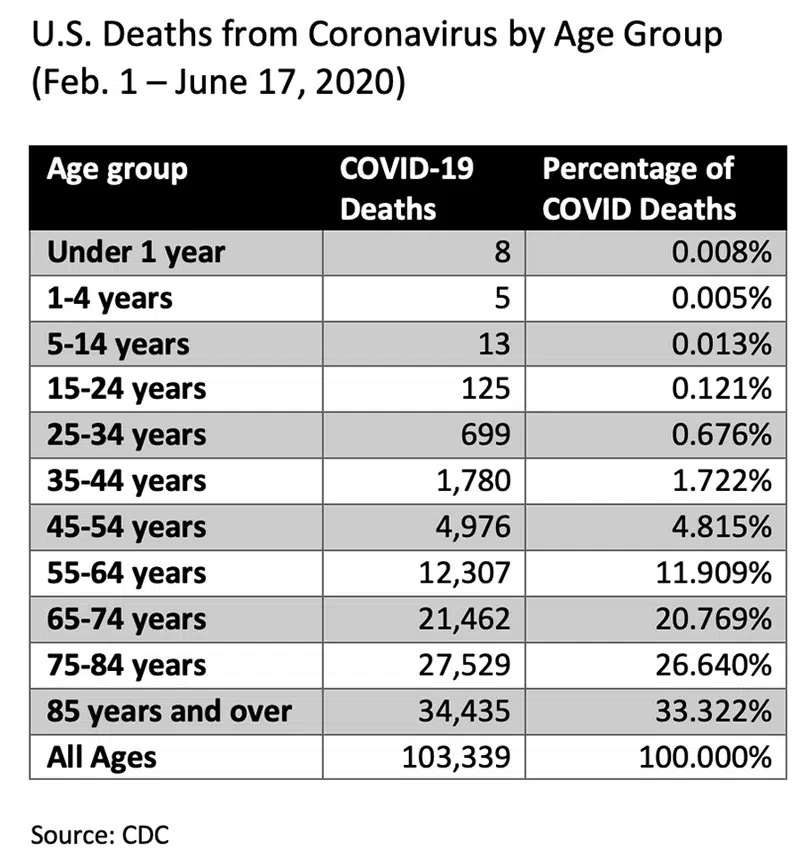 U.S. Deaths from Coronavirus by Age Group
(Feb. 1 – June 17, 2020)
Age group COVID-19 Deaths Percentage of COVID Deaths
Under 1 year 8 0.008%
1-4 years 5 0.005%
5-14 years 13 0.013%
15-24 years 125 0.121%
25-34 years 699 0.676%
35-44 years 1,780 1.722%
45-54 years 4,976 4.815%
55-64 years 12,307 11.909%
65-74 years 21,462 20.769%
75-84 years 27,529 26.640%
85 years and over 34,435 33.322%
All Ages 103,339 100.000%
Source: CDC